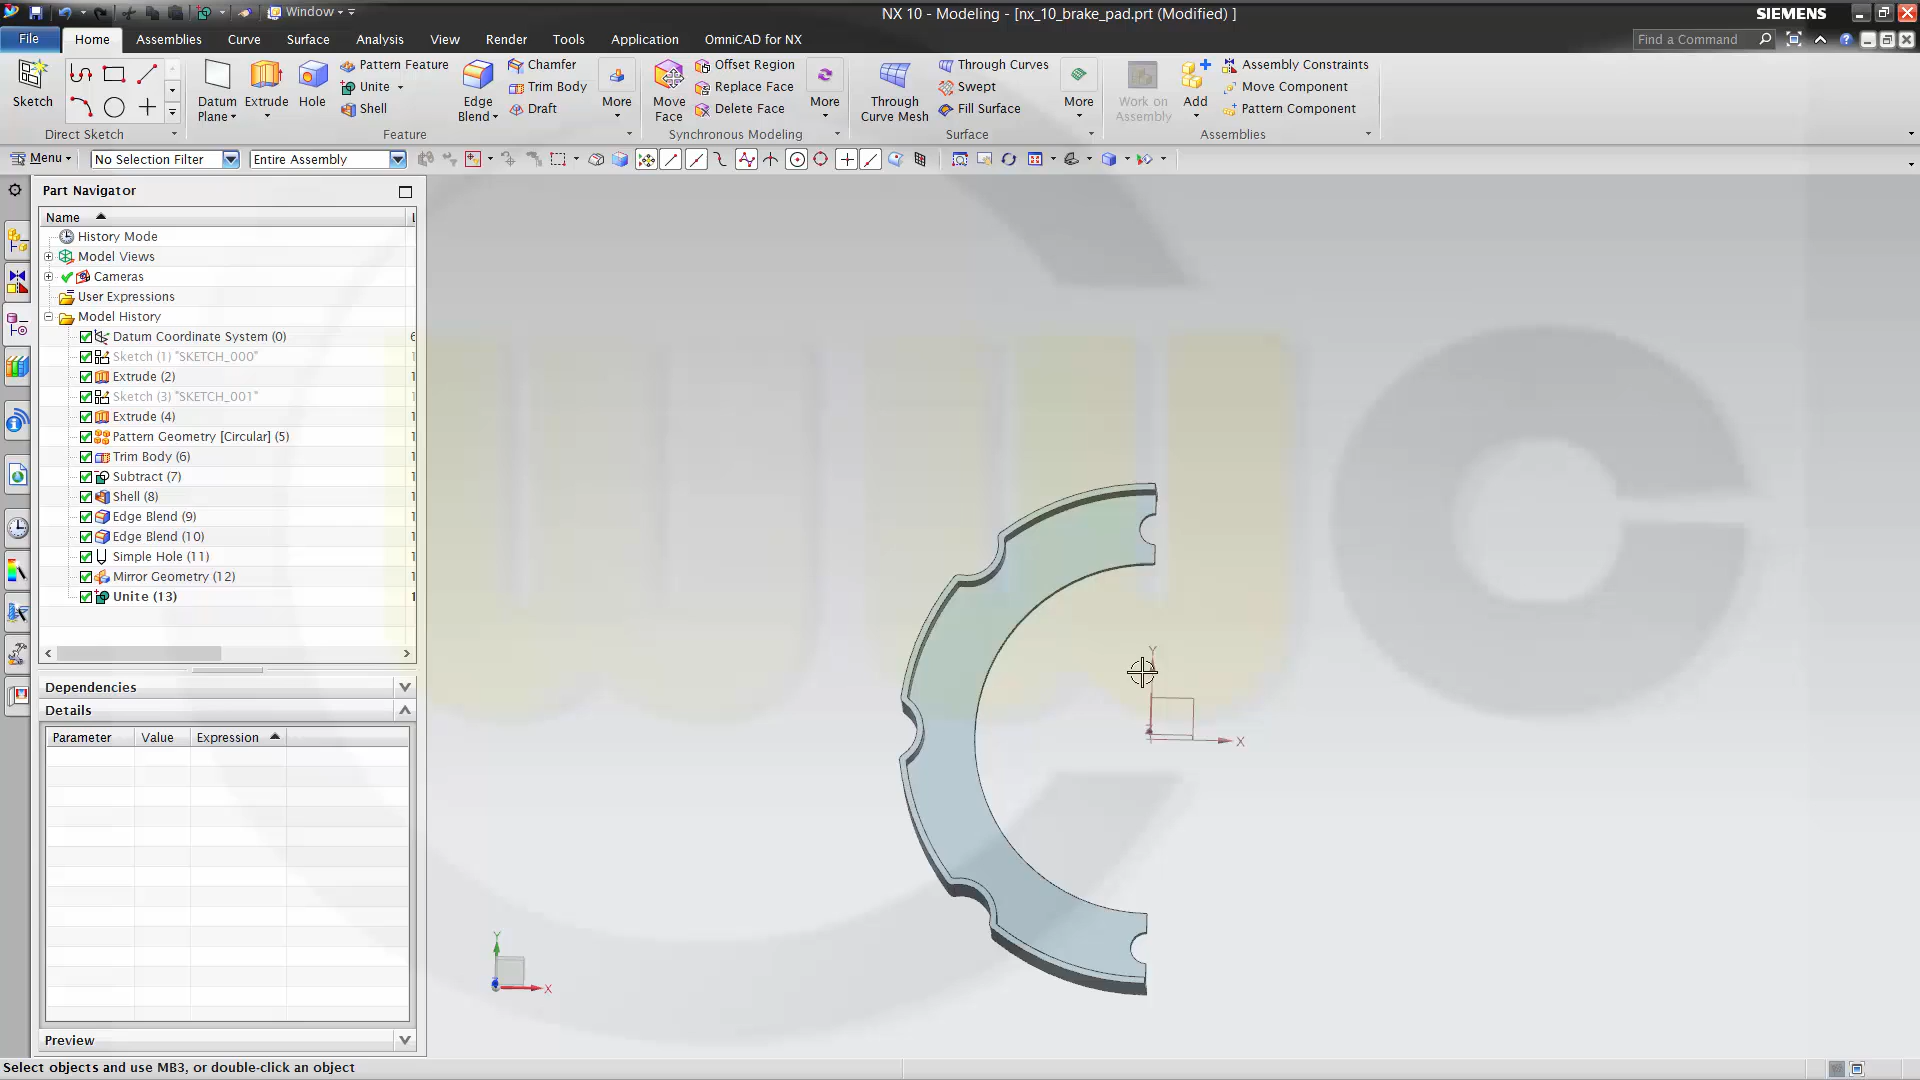 Window
NX 10 - Modeling - [nx_10_brake_pad.prt (Modified) ]
SIEMENS
File
Home
Assemblies
Curve
Surface
Analysis
View
Render
Tools
Application
OmniCAD for NX
Find a Command
Sketch
Direct Sketch
Datum Plane
Extrude
Hole
Pattern Feature
Unite
Shell
Edge Blend
Chamfer
Trim Body
Draft
More
Feature
Move Face
Offset Region
Replace Face
Delete Face
More
Synchronous Modeling
Through Curve Mesh
Through Curves
Swept
Fill Surface
More
Surface
Work on Assembly
Add
Assembly Constraints
Move Component
Pattern Component
Assemblies
Menu
No Selection Filter
Entire Assembly
Part Navigator
Name
History Mode
Model Views
Cameras
User Expressions
Model History
Datum Coordinate System (0)
Sketch (1) "SKETCH_000"
Extrude (2)
Sketch (3) "SKETCH_001"
Extrude (4)
Pattern Geometry [Circular] (5)
Trim Body (6)
Subtract (7)
Shell (8)
Edge Blend (9)
Edge Blend (10)
Simple Hole (11)
Mirror Geometry (12)
Unite (13)
Dependencies
Details
Parameter Value Expression
Preview
Y
X
Y
X
Select objects and use MB3, or double-click an object